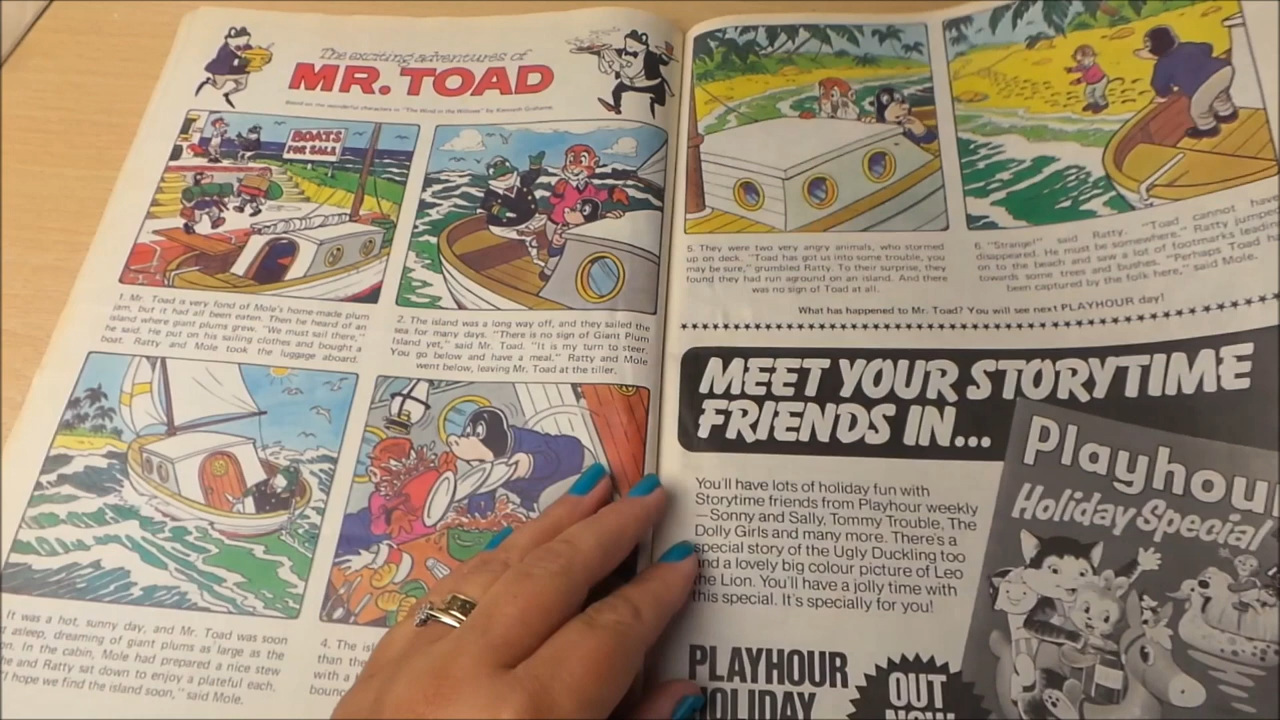 The exciting adventures of
MR. TOAD
Based on the wonderful characters in "The Wind in the Willows" by Kenneth Grahame.
BOATS
FOR SALE
1. Mr. Toad is very fond of Mole's home-made plum
jam, but it had all been eaten. Then he heard of an
island where giant plums grew. "We must sail there,"
he said. He put on his sailing clothes and bought a
boat. Ratty and Mole took the luggage aboard.
2. The island was a long way off, and they sailed the
sea for many days. "There is no sign of Giant Plum
Island yet," said Mr. Toad. "It is my turn to steer.
You go below and have a meal." Ratty and Mole
went below, leaving Mr. Toad at the tiller.
It was a hot, sunny day, and Mr. Toad was soon
asleep, dreaming of giant plums as large as the
In the cabin, Mole had prepared a nice stew
and Ratty sat down to enjoy a plateful each.
"I hope we find the island soon," said Mole.
4. The
than the
with a
5. They were two very angry animals, who stormed
up on deck. "Toad has got us into some trouble, you
may be sure," grumbled Ratty. To their surprise, they
found they had run aground on an island. And there
was no sign of Toad at all.
6. "Strange!" said Ratty. "Toad cannot have
disappeared. He must be somewhere." Ratty jumped
on to the beach and saw a lot of footmarks leading
towards some trees and bushes. "Perhaps Toad has
been captured by the folk here," said Mole.
What has happened to Mr. Toad? You will see next PLAYHOUR day!
MEET YOUR STORYTIME
FRIENDS IN...
You'll have lots of holiday fun with
Storytime friends from Playhour weekly
—Sonny and Sally, Tommy Trouble, The
Dolly Girls and many more. There's a
special story of the Ugly Duckling too
and a lovely big colour picture of Leo
the Lion. You'll have a jolly time with
this special. It's specially for you!
Playhour
Holiday Special
PLAYHOUR
HOLIDAY
OUT
NOW